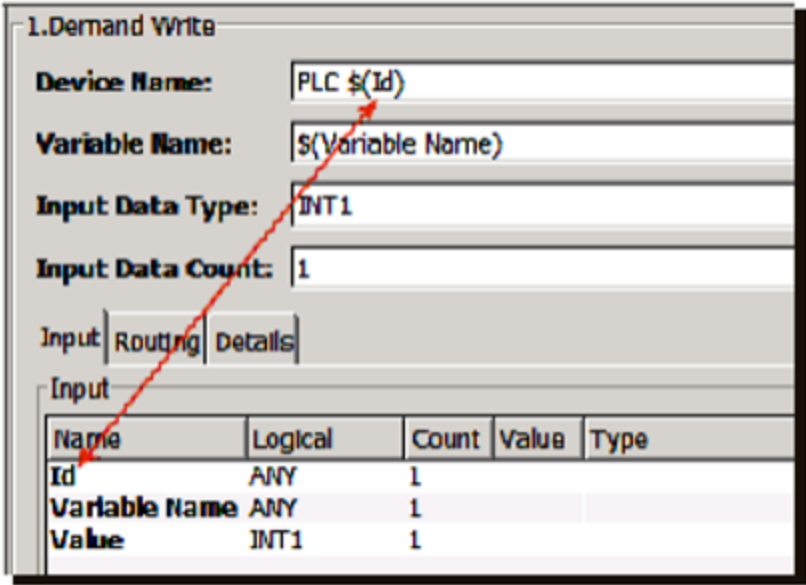 1.Demand Write
Device Name: PLC $(Id)
Variable Name: $(Variable Name)
Input Data Type: INT1
Input Data Count: 1
Input Routing Details
Input
Name Logical Count Value Type
Id ANY 1
Variable Name ANY 1
Value INT1 1